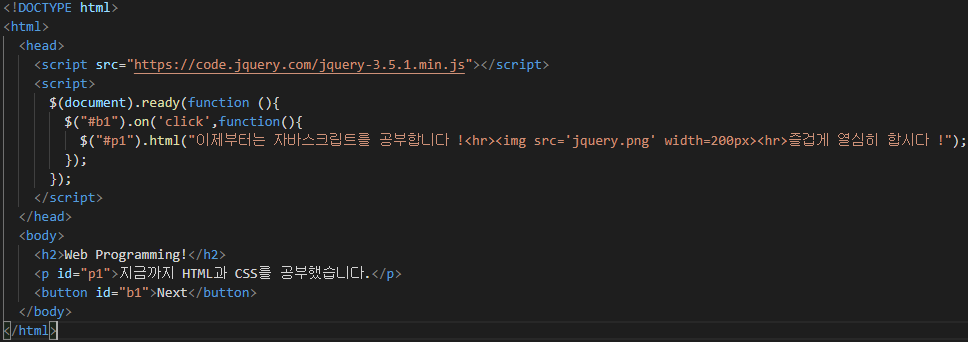 <!DOCTYPE html>
<html>
<head>
<script src="https://code.jquery.com/jquery-3.5.1.min.js"></script>
<script>
$(document).ready(function (){
$("#b1").on('click',function(){
$("#p1").html("이제부터는 자바스크립트를 공부합니다 !<hr><img src='jquery.png' width=200px><hr>즐겁게 열심히 합시다 !");
});
});
</script>
</head>
<body>
<h2>Web Programming!</h2>
<p id="p1">지금까지 HTML과 CSS를 공부했습니다.</p>
<button id="b1">Next</button>
</body>
</html>